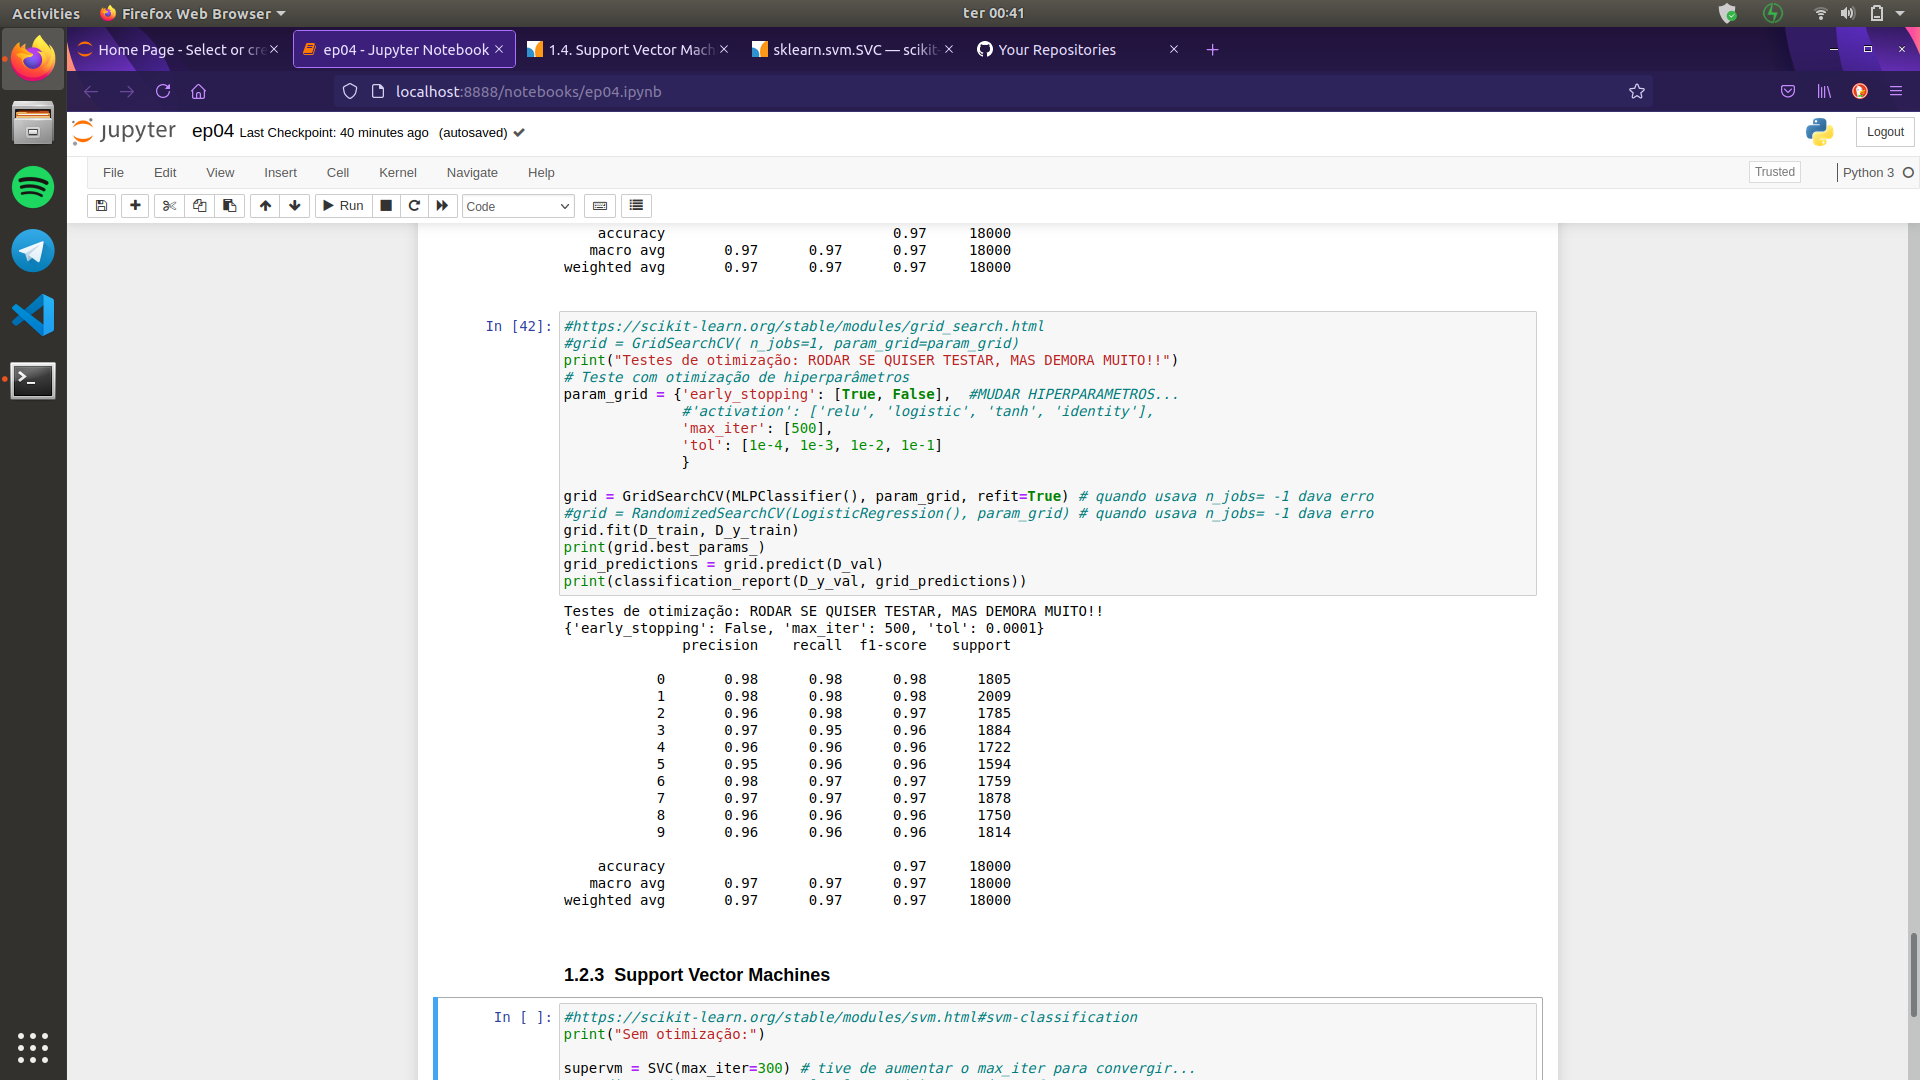 Activities
Firefox Web Browser
ter 00:41
Home Page - Select or cre
ep04 - Jupyter Notebook
1.4. Support Vector Mach
sklearn.svm.SVC — scikit-
Your Repositories
localhost:8888/notebooks/ep04.ipynb
jupyter ep04 Last Checkpoint: 40 minutes ago (autosaved)
Logout
File Edit View Insert Cell Kernel Navigate Help
Trusted
Python 3
Run
Code
accuracy 0.97 18000
macro avg 0.97 0.97 0.97 18000
weighted avg 0.97 0.97 0.97 18000
In [42]:
#https://scikit-learn.org/stable/modules/grid_search.html
#grid = GridSearchCV( n_jobs=1, param_grid=param_grid)
print("Testes de otimização: RODAR SE QUISER TESTAR, MAS DEMORA MUITO!!")
# Teste com otimização de hiperparâmetros
param_grid = {'early_stopping': [True, False],  #MUDAR HIPERPARAMETROS...
#'activation': ['relu', 'logistic', 'tanh', 'identity'],
'max_iter': [500],
'tol': [1e-4, 1e-3, 1e-2, 1e-1]
}
grid = GridSearchCV(MLPClassifier(), param_grid, refit=True) # quando usava n_jobs= -1 dava erro
#grid = RandomizedSearchCV(LogisticRegression(), param_grid) # quando usava n_jobs= -1 dava erro
grid.fit(D_train, D_y_train)
print(grid.best_params_)
grid_predictions = grid.predict(D_val)
print(classification_report(D_y_val, grid_predictions))
Testes de otimização: RODAR SE QUISER TESTAR, MAS DEMORA MUITO!!
{'early_stopping': False, 'max_iter': 500, 'tol': 0.0001}
precision recall f1-score support
0 0.98 0.98 0.98 1805
1 0.98 0.98 0.98 2009
2 0.96 0.98 0.97 1785
3 0.97 0.95 0.96 1884
4 0.96 0.96 0.96 1722
5 0.95 0.96 0.96 1594
6 0.98 0.97 0.97 1759
7 0.97 0.97 0.97 1878
8 0.96 0.96 0.96 1750
9 0.96 0.96 0.96 1814
accuracy 0.97 18000
macro avg 0.97 0.97 0.97 18000
weighted avg 0.97 0.97 0.97 18000
1.2.3 Support Vector Machines
In [ ]:
#https://scikit-learn.org/stable/modules/svm.html#svm-classification
print("Sem otimização:")
supervm = SVC(max_iter=300) # tive de aumentar o max_iter para convergir...